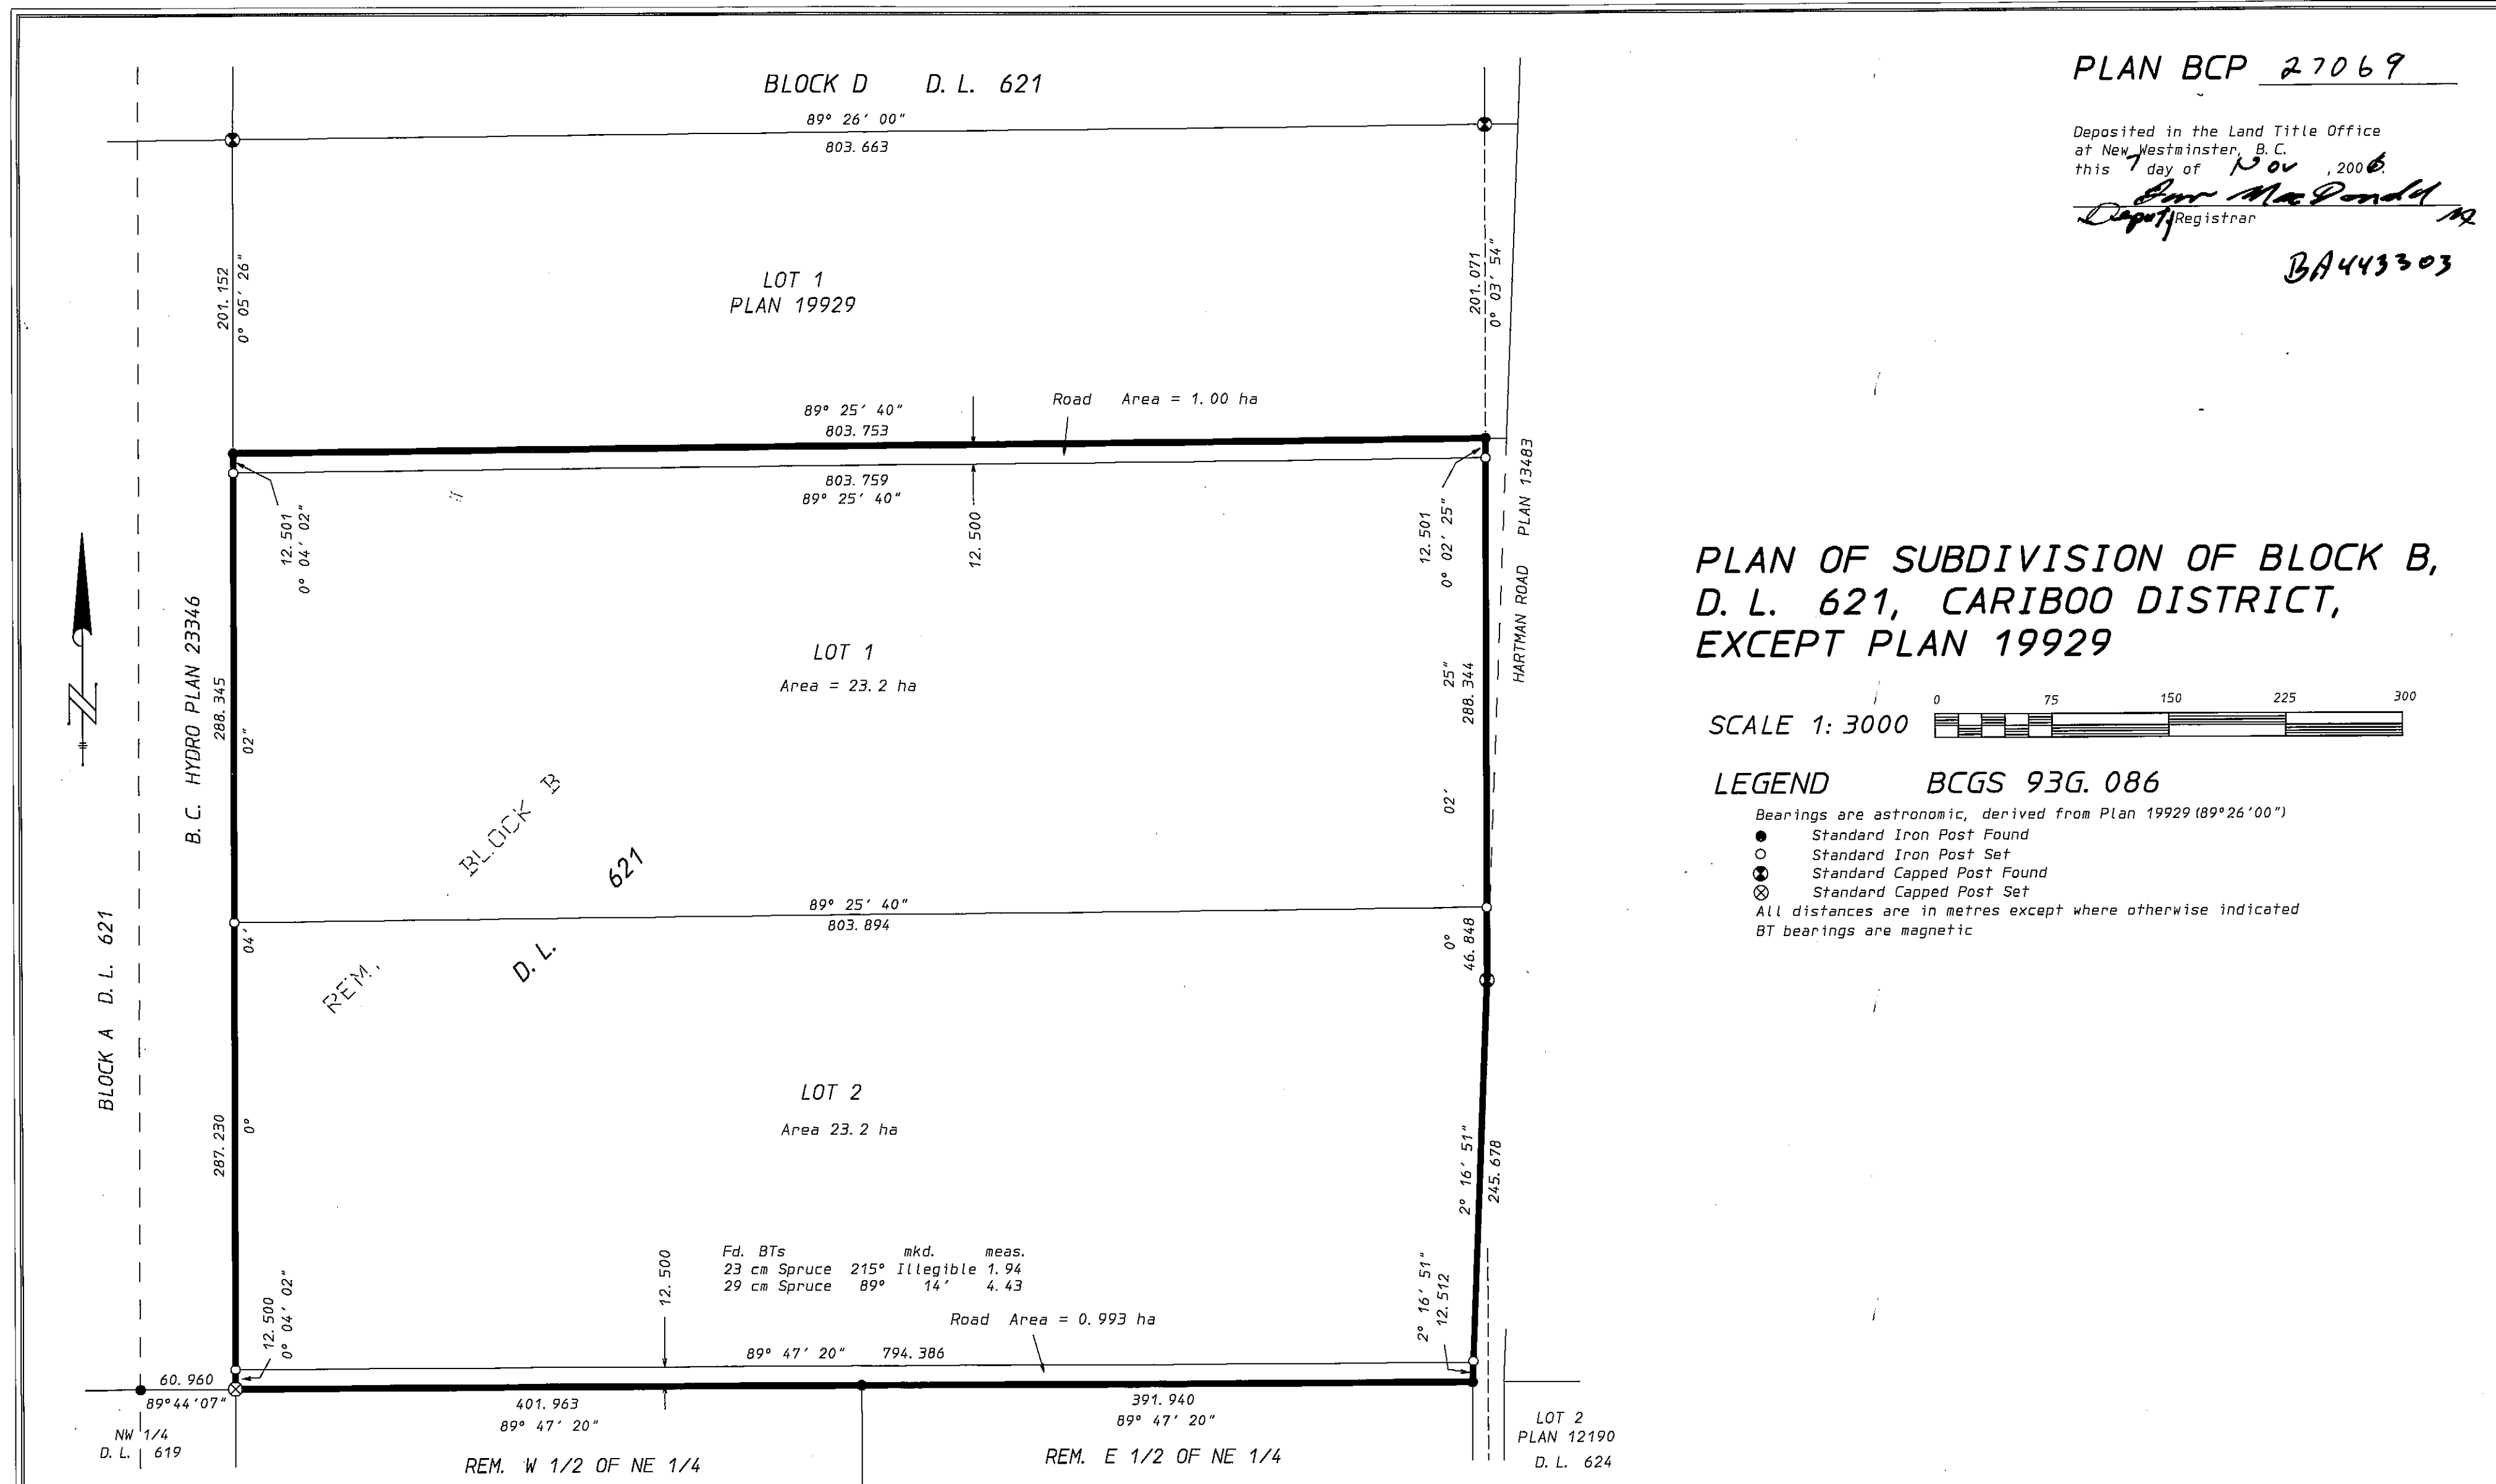 PLAN BCP 27069
Deposited in the Land Title Office
at New Westminster, B.C.
this 7 day of Nov, 2006.
MacDonald
Deputy Registrar
BA443303
BLOCK D D.L. 621
89° 26' 00"
803.663
201.152
0° 05' 26"
LOT 1
PLAN 19929
201.071
0° 03' 54"
89° 25' 40"
803.753
Road Area = 1.00 ha
803.759
89° 25' 40"
12.501
0° 04' 02"
12.500
12.501
0° 02' 25"
HARTMAN ROAD PLAN 13483
B.C. HYDRO PLAN 23346
288.345
LOT 1
Area = 23.2 ha
288.344
0° 02' 25"
BLOCK A D.L. 621
0° 04' 02"
REM. BLOCK B
D.L. 621
89° 25' 40"
803.894
46.848
287.230
LOT 2
Area 23.2 ha
2° 16' 51"
245.678
Fd. BTs mkd. meas.
23 cm Spruce 215° Illegible 1.94
29 cm Spruce 89° 14' 4.43
12.500
0° 04' 02"
12.500
Road Area = 0.993 ha
2° 16' 51"
12.512
89° 47' 20" 794.386
60.960
89°44'07"
401.963
89° 47' 20"
391.940
89° 47' 20"
NW 1/4
D.L. 619
REM. W 1/2 OF NE 1/4
REM. E 1/2 OF NE 1/4
LOT 2
PLAN 12190
D.L. 624
PLAN OF SUBDIVISION OF BLOCK B,
D.L. 621, CARIBOO DISTRICT,
EXCEPT PLAN 19929
0 75 150 225 300
SCALE 1:3000
LEGEND BCGS 93G.086
Bearings are astronomic, derived from Plan 19929 (89°26'00")
Standard Iron Post Found
Standard Iron Post Set
Standard Capped Post Found
Standard Capped Post Set
All distances are in metres except where otherwise indicated
BT bearings are magnetic